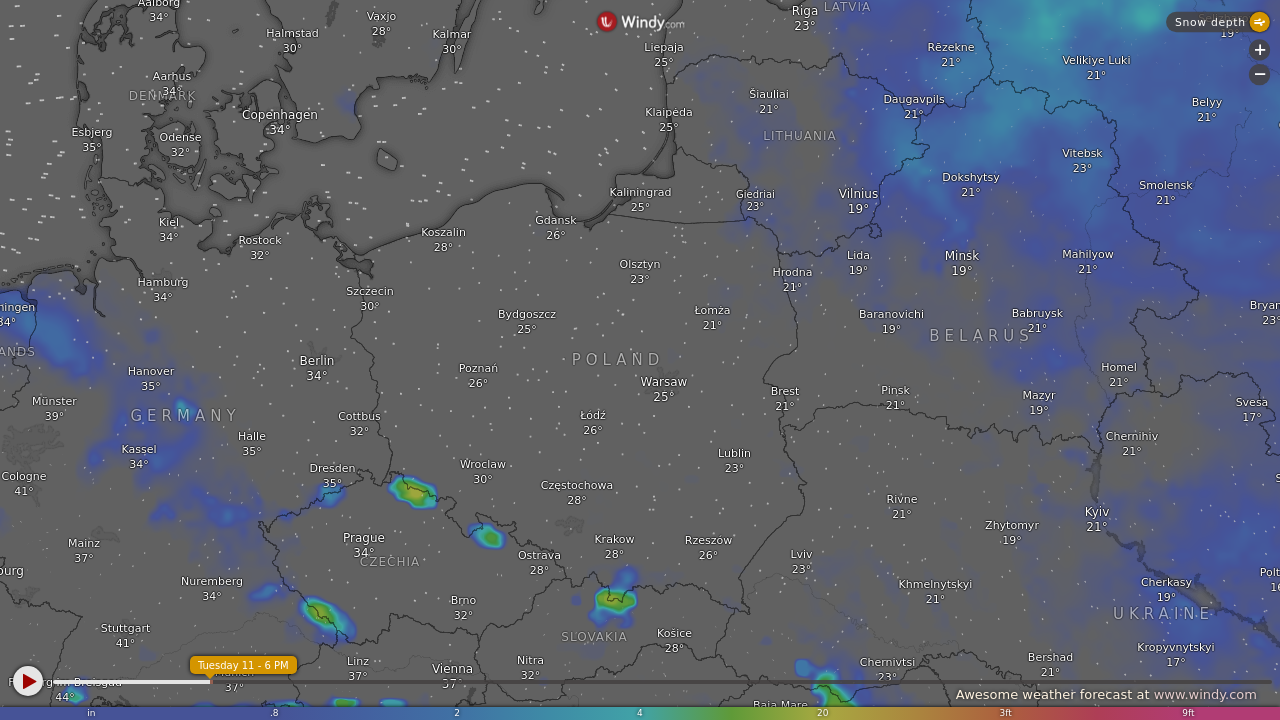 Aalborg
34°
Vaxjo
28°
Halmstad
30°
Kalmar
30°
Windy.com
Riga
23°
LATVIA
Snow depth
19°
Liepaja
25°
Rēzekne
21°
Velikiye Luki
21°
Aarhus
34°
DENMARK
Šiauliai
21°
Daugavpils
21°
Belyy
21°
Copenhagen
34°
Klaipėda
25°
Esbjerg
35°
Odense
32°
LITHUANIA
Vitebsk
23°
Dokshytsy
21°
Smolensk
21°
Kaliningrad
25°
Giedriai
23°
Vilnius
19°
Kiel
34°
Rostock
32°
Koszalin
28°
Gdansk
26°
Lida
19°
Minsk
19°
Mahilyow
21°
Hamburg
34°
Szczecin
30°
Olsztyn
23°
Hrodna
21°
34°
Bydgoszcz
25°
Łomża
21°
Baranovichi
19°
Babruysk
21°
23°
BELARUS
ANDS
Berlin
34°
POLAND
Hanover
35°
Poznań
26°
Warsaw
25°
Brest
21°
Pinsk
21°
Homel
21°
Mazyr
19°
Svesa
17°
Münster
39°
GERMANY
Cottbus
32°
Łódź
26°
Chernihiv
21°
Kassel
34°
Halle
35°
Lublin
23°
Cologne
41°
Dresden
35°
Wroclaw
30°
Częstochowa
28°
Rivne
21°
Kyiv
21°
Zhytomyr
19°
Mainz
37°
Prague
34°
CZECHIA
Ostrava
28°
Krakow
28°
Rzeszow
26°
Lviv
23°
Nuremberg
34°
Khmelnytskyi
21°
Cherkasy
19°
Brno
32°
UKRAINE
Stuttgart
41°
SLOVAKIA
Košice
28°
Kropyvnytskyi
17°
Tuesday 11 - 6 PM
Linz
37°
Vienna
37°
Nitra
32°
Chernivtsi
23°
Bershad
21°
Munich
37°
44°
Baia Mare
Awesome weather forecast at www.windy.com
in .8 2 4 20 3ft 9ft